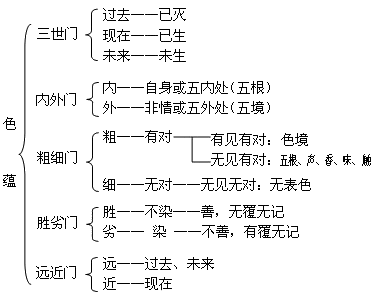 色蕴
三世门
过去——已灭
现在——已生
未来——未生
内外门
内——自身或五内处(五根)
外——非情或五外处(五境)
粗细门
粗——有对
有见有对：色境
无见有对：五根、声、香、味、触
细——无对——无见无对：无表色
胜劣门
胜——不染——善，无覆无记
劣—— 染 ——不善，有覆无记
远近门
远——过去、未来
近——现在